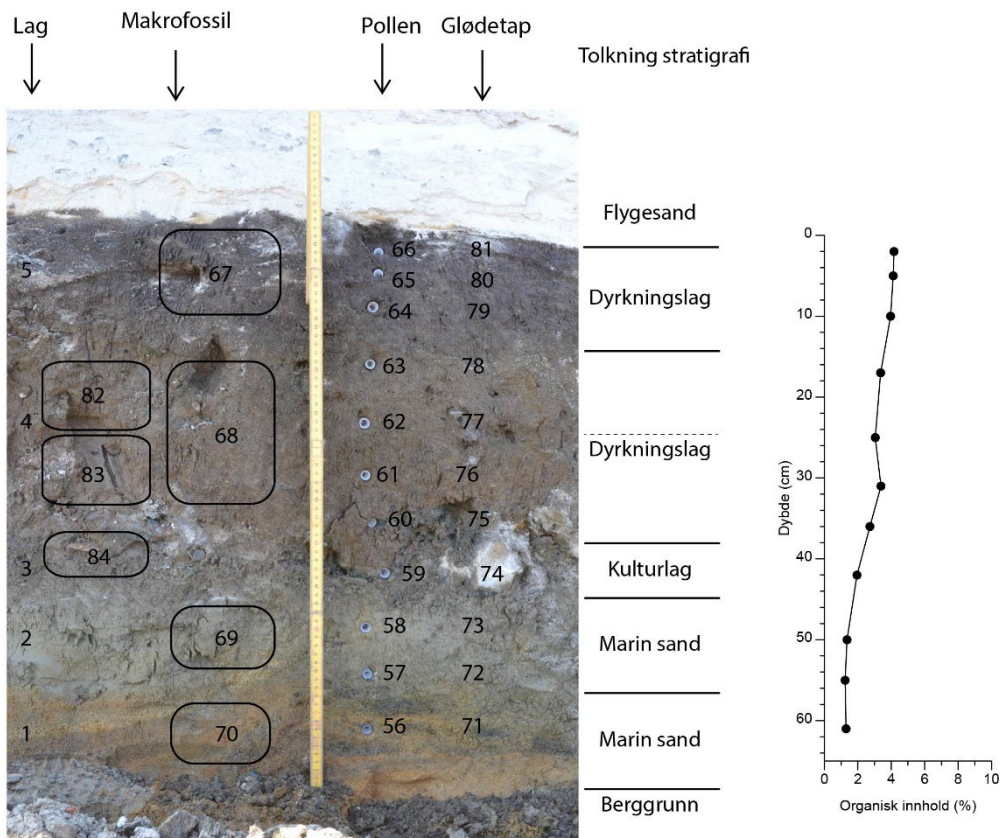 Lag
Makrofossil
Pollen Glødetap
Tolkning stratigrafi
Flygesand
66 81
67
5
65 80
Dyrkningslag
64 79
63 78
82
4
68
62 77
Dyrkningslag
83
61 76
60 75
84
3
59 74
Kulturlag
58 73
2
69
Marin sand
57 72
56 71
1
70
Marin sand
Berggrunn
0
10
20
30
40
50
60
Dybde (cm)
0 2 4 6 8 10
Organisk innhold (%)